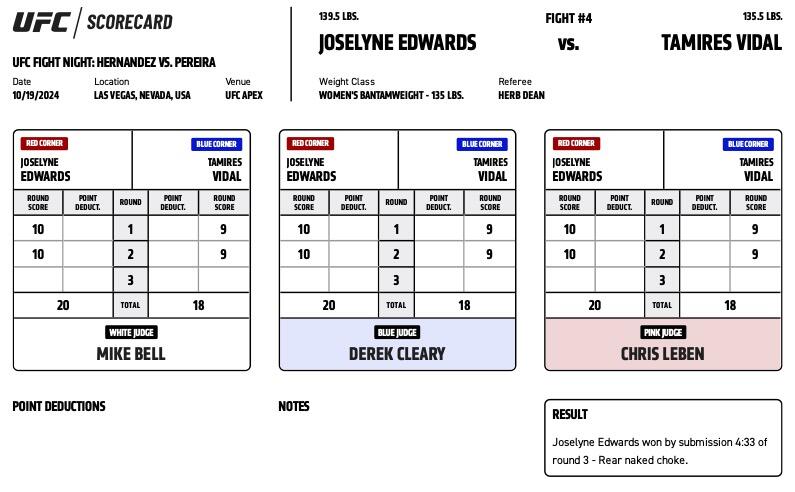 UFC / SCORECARD
UFC FIGHT NIGHT: HERNANDEZ VS. PEREIRA
Date Location Venue
10/19/2024 LAS VEGAS, NEVADA, USA UFC APEX
139.5 LBS. FIGHT #4 135.5 LBS.
JOSELYNE EDWARDS VS. TAMIRES VIDAL
Weight Class Referee
WOMEN'S BANTAMWEIGHT - 135 LBS. HERB DEAN
RED CORNER BLUE CORNER
JOSELYNE TAMIRES
EDWARDS VIDAL
ROUND SCORE POINT DEDUCT. ROUND POINT DEDUCT. ROUND SCORE
10 1 9
10 2 9
3
20 TOTAL 18
WHITE JUDGE
MIKE BELL
RED CORNER BLUE CORNER
JOSELYNE TAMIRES
EDWARDS VIDAL
ROUND SCORE POINT DEDUCT. ROUND POINT DEDUCT. ROUND SCORE
10 1 9
10 2 9
3
20 TOTAL 18
BLUE JUDGE
DEREK CLEARY
RED CORNER BLUE CORNER
JOSELYNE TAMIRES
EDWARDS VIDAL
ROUND SCORE POINT DEDUCT. ROUND POINT DEDUCT. ROUND SCORE
10 1 9
10 2 9
3
20 TOTAL 18
PINK JUDGE
CHRIS LEBEN
POINT DEDUCTIONS
NOTES
RESULT
Joselyne Edwards won by submission 4:33 of
round 3 - Rear naked choke.